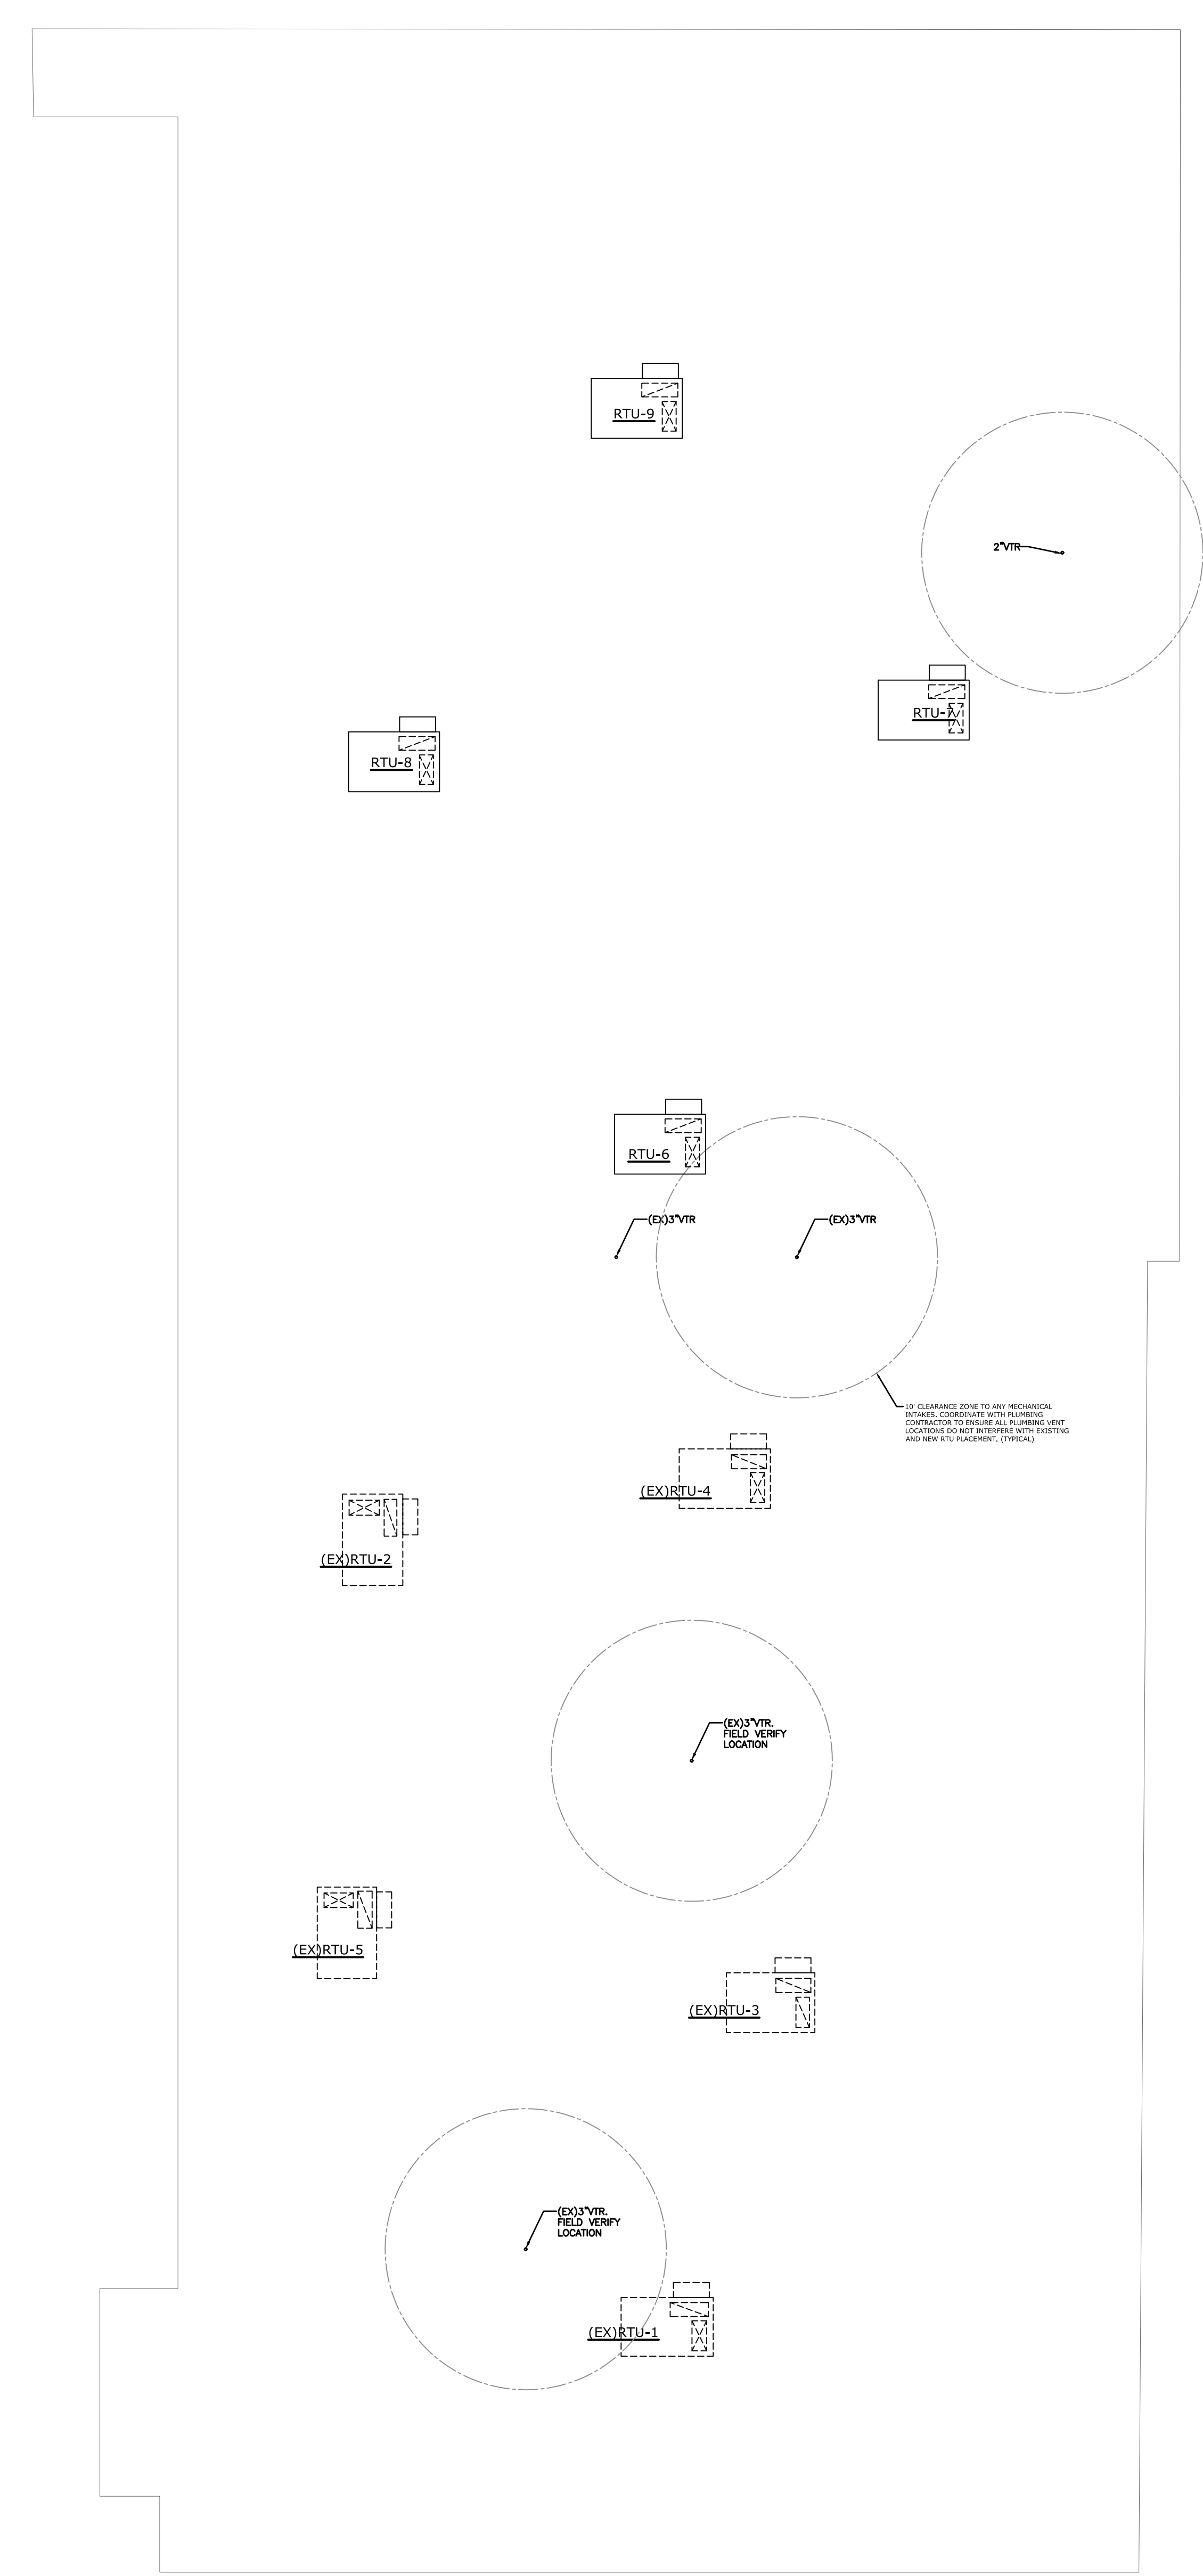 RTU-9
2"VTR
RTU-7
RTU-8
RTU-6
(EX)3"VTR
(EX)3"VTR
10' CLEARANCE ZONE TO ANY MECHANICAL
INTAKES. COORDINATE WITH PLUMBING
CONTRACTOR TO ENSURE ALL PLUMBING VENT
LOCATIONS DO NOT INTERFERE WITH EXISTING
AND NEW RTU PLACEMENT. (TYPICAL)
(EX)RTU-4
(EX)RTU-2
(EX)3"VTR.
FIELD VERIFY
LOCATION
(EX)RTU-5
(EX)RTU-3
(EX)3"VTR.
FIELD VERIFY
LOCATION
(EX)RTU-1